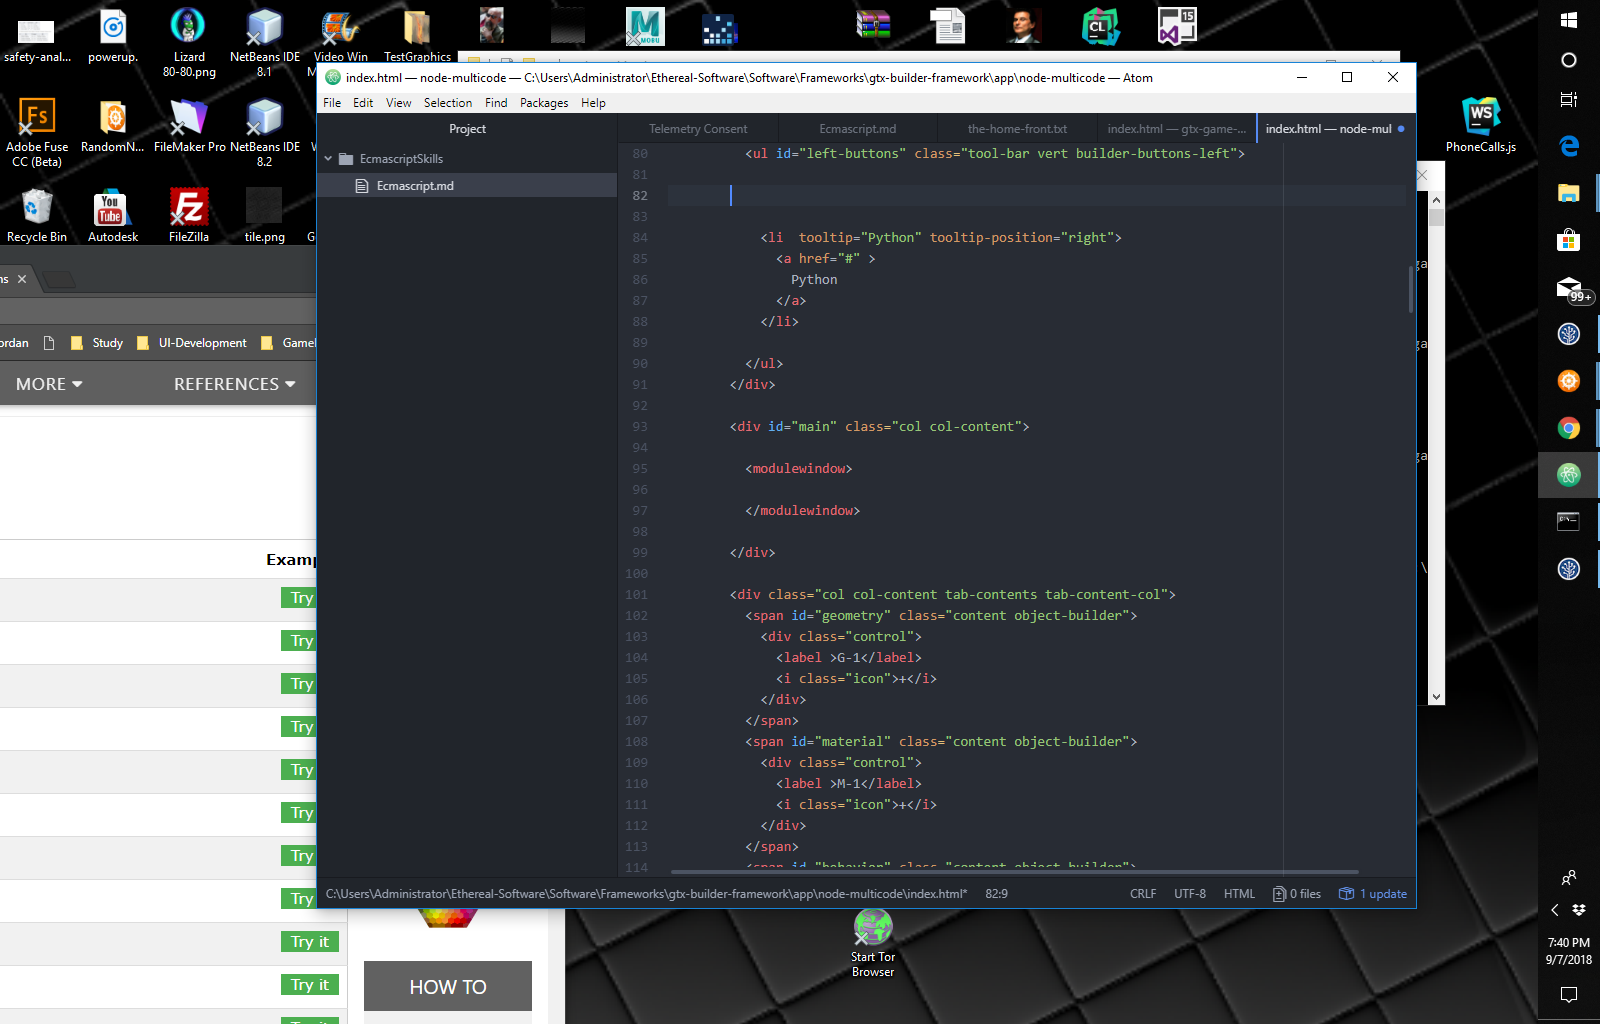 safety-anal...
powerup.
Lizard
80-80.png
NetBeans IDE
8.1
Video Win
TestGraphics
Adobe Fuse
CC (Beta)
RandomN...
FileMaker Pro
NetBeans IDE
8.2
Recycle Bin
Autodesk
FileZilla
tile.png
PhoneCalls.js
index.html — node-multicode — C:\Users\Administrator\Ethereal-Software\Software\Frameworks\gtx-builder-framework\app\node-multicode — Atom
File Edit View Selection Find Packages Help
Project
Telemetry Consent
Ecmascript.md
the-home-front.txt
index.html — gtx-game-...
index.html — node-mul
EcmascriptSkills
Ecmascript.md
80 <ul id="left-buttons" class="tool-bar vert builder-buttons-left">
81
82
83
84 <li  tooltip="Python" tooltip-position="right">
85 <a href="#" >
86 Python
87 </a>
88 </li>
89
90 </ul>
91 </div>
92
93 <div id="main" class="col col-content">
94
95 <modulewindow>
96
97 </modulewindow>
98
99 </div>
100
101 <div class="col col-content tab-contents tab-content-col">
102 <span id="geometry" class="content object-builder">
103 <div class="control">
104 <label >G-1</label>
105 <i class="icon">+</i>
106 </div>
107 </span>
108 <span id="material" class="content object-builder">
109 <div class="control">
110 <label >M-1</label>
111 <i class="icon">+</i>
112 </div>
113 </span>
114 <span id="behavior" class="content object-builder">
C:\Users\Administrator\Ethereal-Software\Software\Frameworks\gtx-builder-framework\app\node-multicode\index.html* 82:9
CRLF UTF-8 HTML 0 files 1 update
ns
ordan
Study
UI-Development
Game
MORE
REFERENCES
Examp
Try
Try
Try
Try
Try
Try
Try
Try
Try it
Try it
Try it
HOW TO
Start Tor
Browser
99+
7:40 PM
9/7/2018